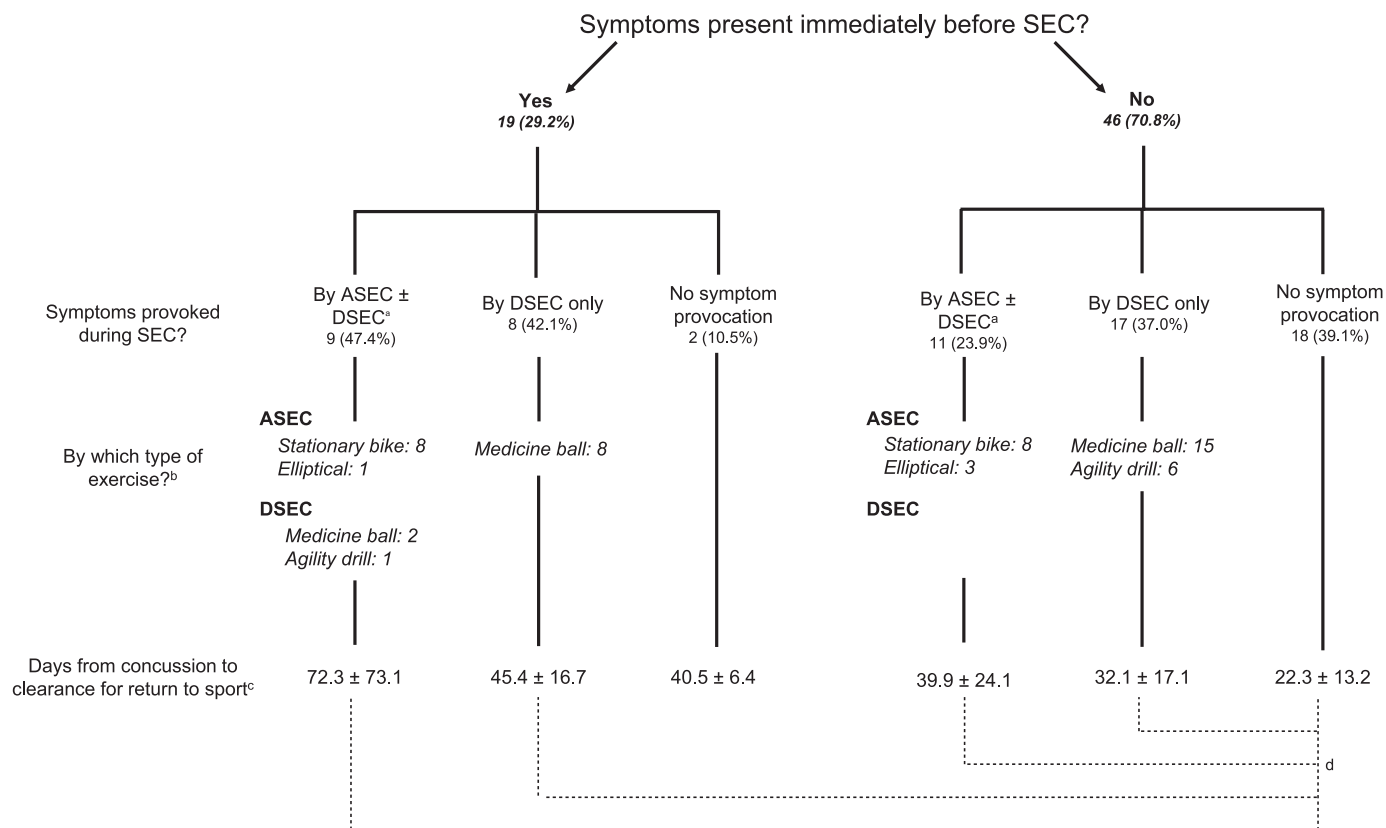 Symptoms present immediately before SEC?
Yes
19 (29.2%)
No
46 (70.8%)
Symptoms provoked
during SEC?
By ASEC ±
DSECᵃ
9 (47.4%)
By DSEC only
8 (42.1%)
No symptom
provocation
2 (10.5%)
By ASEC ±
DSECᵃ
11 (23.9%)
By DSEC only
17 (37.0%)
No symptom
provocation
18 (39.1%)
By which type of
exercise?ᵇ
ASEC
Stationary bike: 8
Elliptical: 1
DSEC
Medicine ball: 2
Agility drill: 1
Medicine ball: 8
ASEC
Stationary bike: 8
Elliptical: 3
DSEC
Medicine ball: 15
Agility drill: 6
Days from concussion to
clearance for return to sportᶜ
72.3 ± 73.1
45.4 ± 16.7
40.5 ± 6.4
39.9 ± 24.1
32.1 ± 17.1
22.3 ± 13.2
d